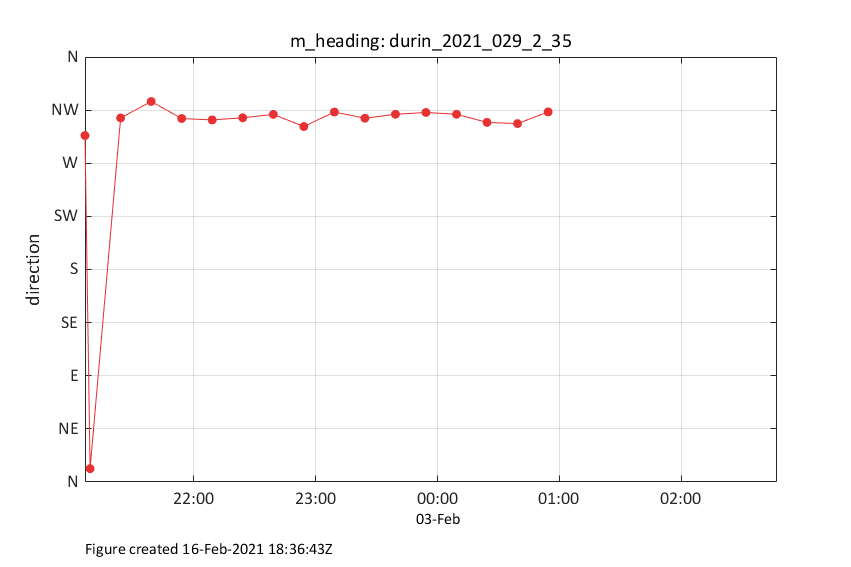 m_heading: durin_2021_029_2_35
N
NW
W
SW
S
SE
E
NE
N
direction
22:00 23:00 00:00 01:00 02:00
03-Feb
Figure created 16-Feb-2021 18:36:43Z